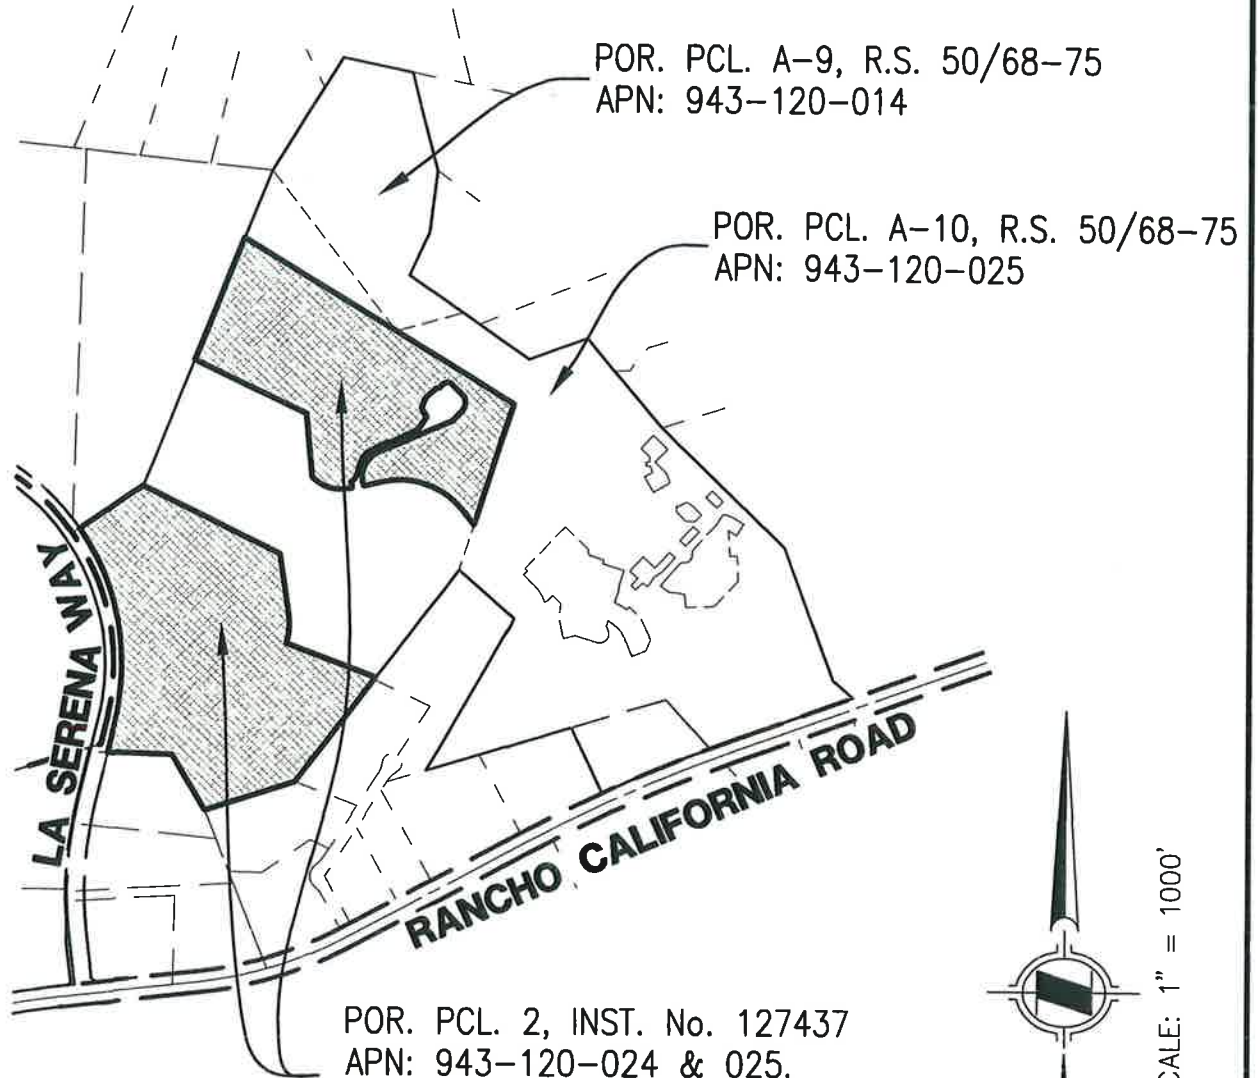 POR. PCL. A-9, R.S. 50/68-75
APN: 943-120-014
POR. PCL. A-10, R.S. 50/68-75
APN: 943-120-025
LA SERENA WAY
RANCHO CALIFORNIA ROAD
POR. PCL. 2, INST. No. 127437
APN: 943-120-024 & 025.
1" = 1000'